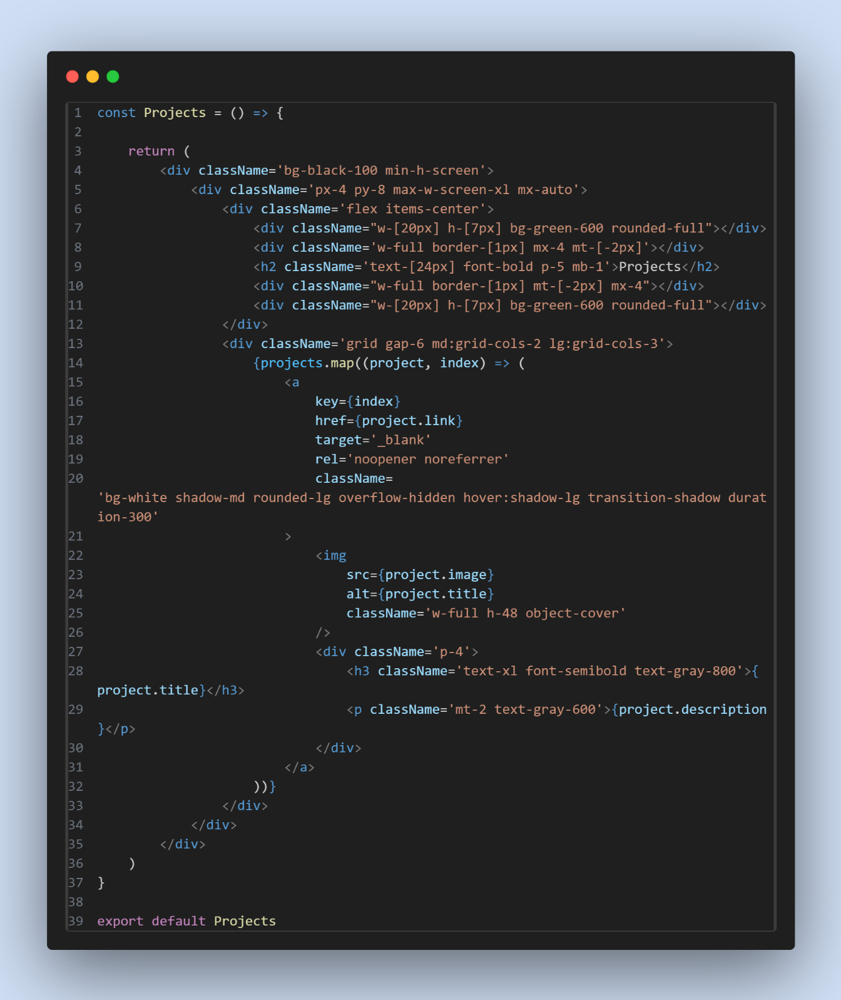 1 const Projects = () => {
2
3     return (
4         <div className='bg-black-100 min-h-screen'>
5             <div className='px-4 py-8 max-w-screen-xl mx-auto'>
6                 <div className='flex items-center'>
7                     <div className="w-[20px] h-[7px] bg-green-600 rounded-full"></div>
8                     <div className='w-full border-[1px] mx-4 mt-[-2px]'></div>
9                     <h2 className='text-[24px] font-bold p-5 mb-1'>Projects</h2>
10                     <div className="w-full border-[1px] mt-[-2px] mx-4"></div>
11                     <div className="w-[20px] h-[7px] bg-green-600 rounded-full"></div>
12                 </div>
13                 <div className='grid gap-6 md:grid-cols-2 lg:grid-cols-3'>
14                     {projects.map((project, index) => (
15                         <a
16                             key={index}
17                             href={project.link}
18                             target='_blank'
19                             rel='noopener noreferrer'
20                             className=
'bg-white shadow-md rounded-lg overflow-hidden hover:shadow-lg transition-shadow durat
ion-300'
21                         >
22                             <img
23                                 src={project.image}
24                                 alt={project.title}
25                                 className='w-full h-48 object-cover'
26                             />
27                             <div className='p-4'>
28                                 <h3 className='text-xl font-semibold text-gray-800'>{
project.title}</h3>
29                                 <p className='mt-2 text-gray-600'>{project.description
}</p>
30                             </div>
31                         </a>
32                     ))}
33                 </div>
34             </div>
35         </div>
36     )
37 }
38
39 export default Projects